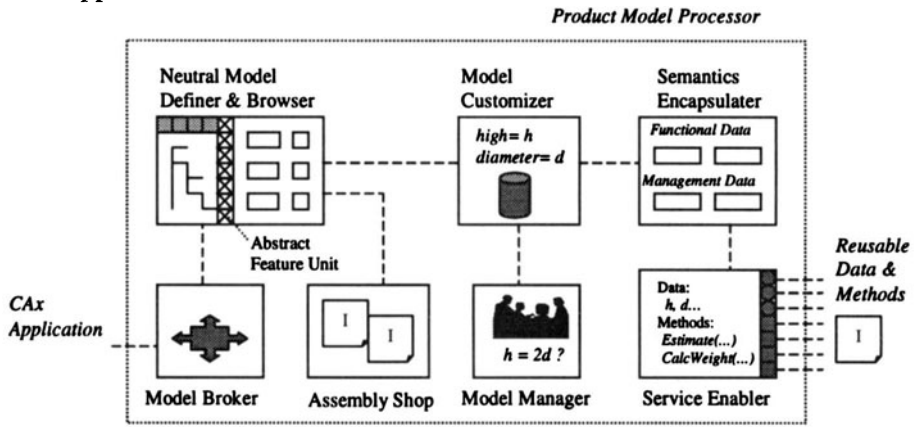 Product Model Processor
Neutral Model
Definer & Browser
Model
Customizer
Semantics
Encapsulater
high= h
diameter= d
Functional Data
Management Data
Abstract
Feature Unit
Reusable
Data &
Methods
CAx
Application
I
I
h = 2d ?
Data:
h, d...
Methods:
Estimate(...)
CalcWeight(...)
I
Model Broker
Assembly Shop
Model Manager
Service Enabler